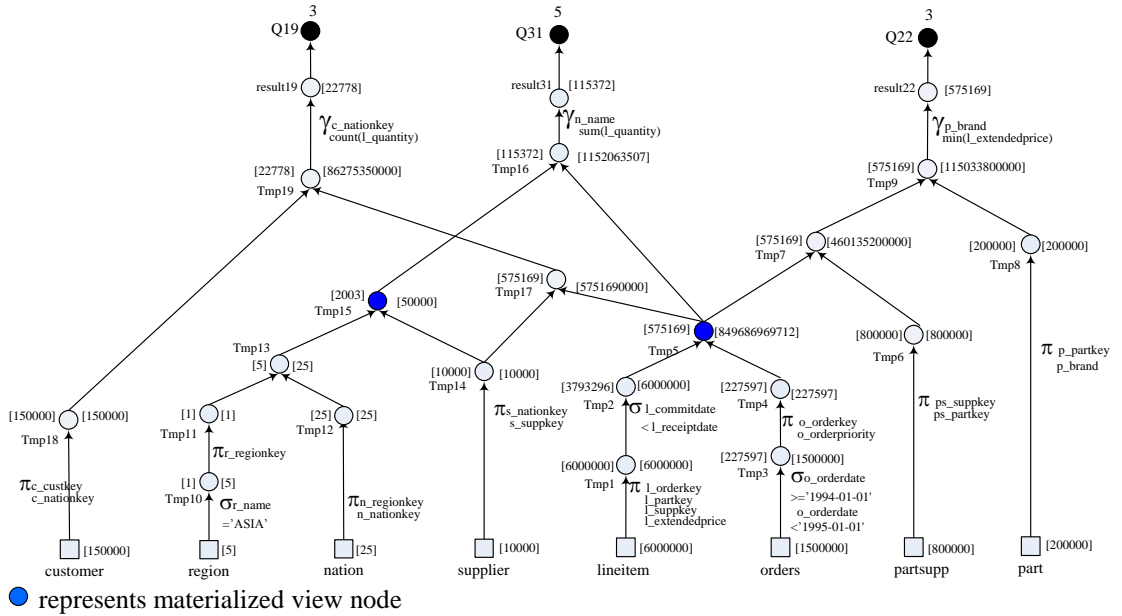 3 5 3
Q19 Q31 Q22
result19 [22778] result31 [115372] result22 [575169]
γc_nationkey
count(l_quantity)
γn_name
sum(l_quantity)
γp_brand
min(l_extendedprice)
[22778] [86275350000]
Tmp19
[115372] [1152063507]
Tmp16
[575169] [115033800000]
Tmp9
[575169] [460135200000]
Tmp7
[200000] [200000]
Tmp8
[2003] [50000]
Tmp15
[575169] [5751690000]
Tmp17
[575169] [849686969712]
Tmp5
[800000] [800000]
Tmp6
Tmp13
[5] [25]
[10000] [10000]
Tmp14
[3793296] [6000000]
Tmp2
[227597] [227597]
Tmp4
π p_partkey
p_brand
[150000] [150000]
Tmp18
[1] [1]
Tmp11
[25] [25]
Tmp12
πs_nationkey
s_suppkey
σ l_commitdate
< l_receiptdate
π o_orderkey
o_orderpriority
π ps_suppkey
ps_partkey
πr_regionkey
[6000000] [6000000]
Tmp1
[227597] [1500000]
Tmp3
πc_custkey
c_nationkey
[1] [5]
Tmp10
σr_name
='ASIA'
πn_regionkey
n_nationkey
π l_orderkey
l_partkey
l_suppkey
l_extendedprice
σo_orderdate
>='1994-01-01'
o_orderdate
<'1995-01-01'
[150000] [5] [25] [10000] [6000000] [1500000] [800000] [200000]
customer region nation supplier lineitem orders partsupp part
represents materialized view node